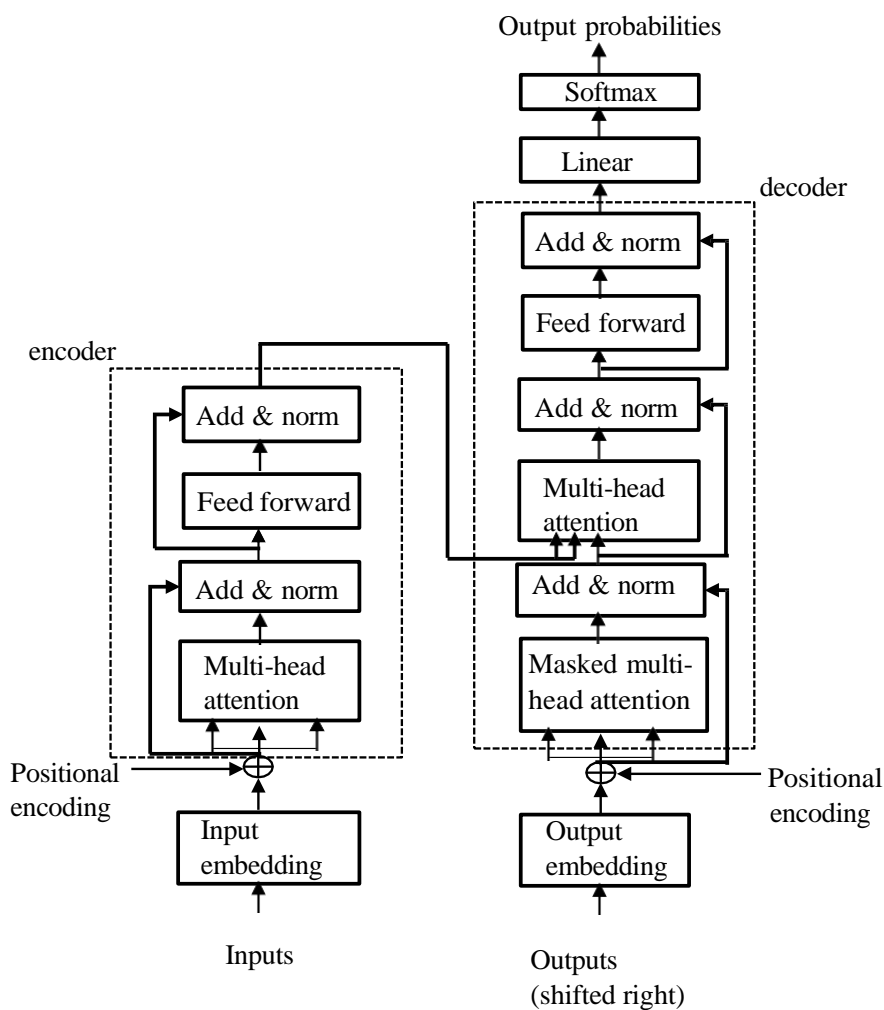 Output probabilities
Softmax
Linear
decoder
Add & norm
Feed forward
Add & norm
Multi-head
attention
Add & norm
Masked multi-
head attention
encoder
Add & norm
Feed forward
Add & norm
Multi-head
attention
Positional
encoding
Input
embedding
Inputs
Positional
encoding
Output
embedding
Outputs
(shifted right)